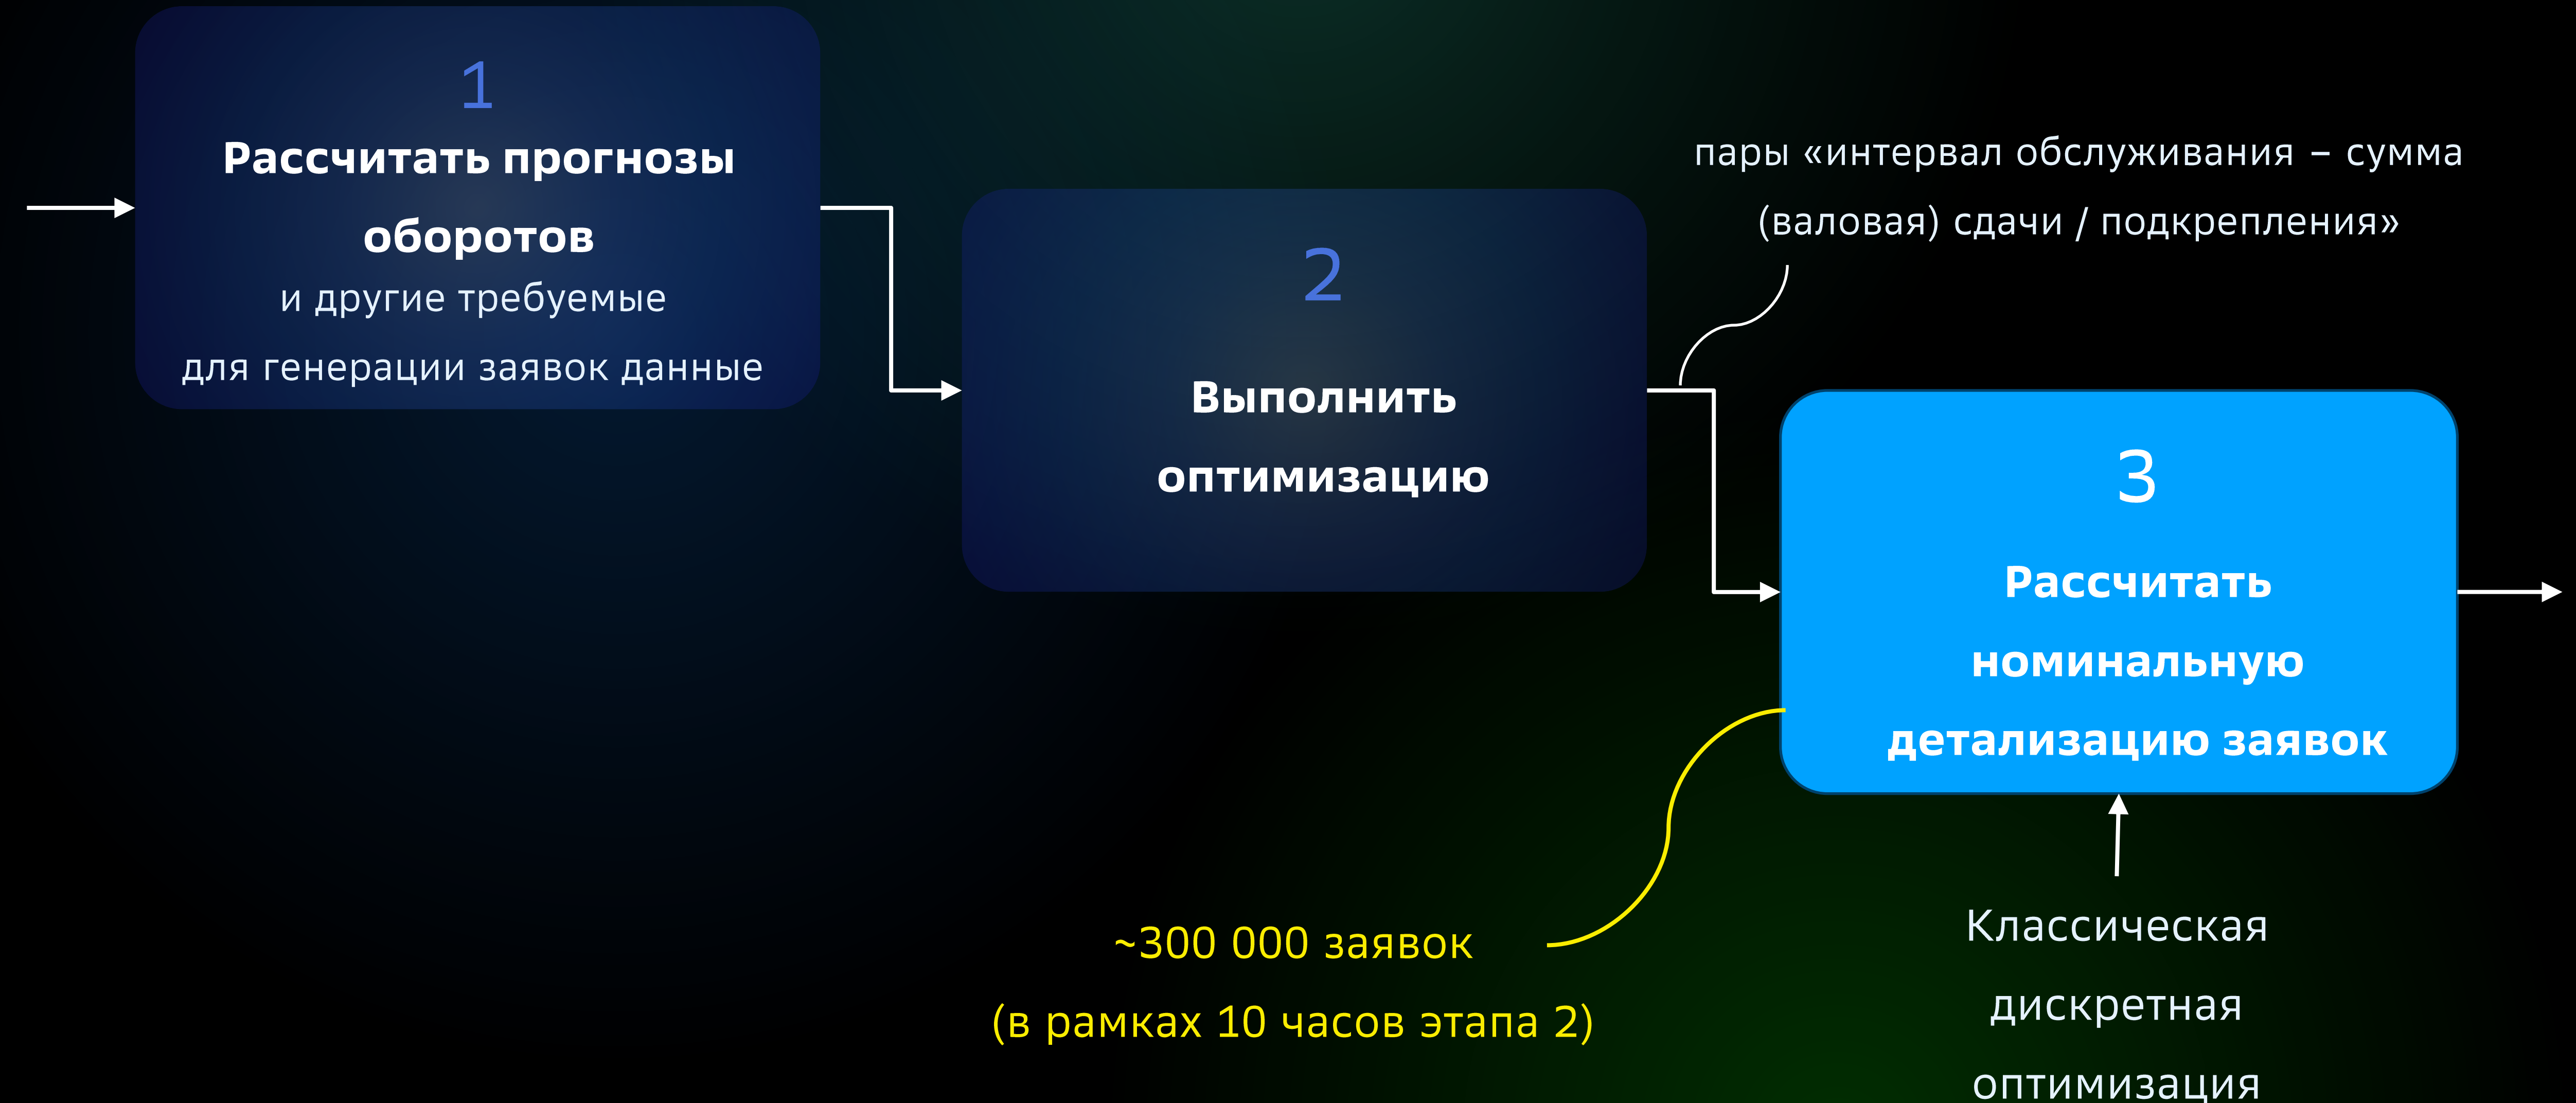 1
Рассчитать прогнозы
оборотов
и другие требуемые
для генерации заявок данные
2
Выполнить
оптимизацию
пары «интервал обслуживания – сумма
(валовая) сдачи / подкрепления»
3
Рассчитать
номинальную
детализацию заявок
~300 000 заявок
(в рамках 10 часов этапа 2)
Классическая
дискретная
оптимизация